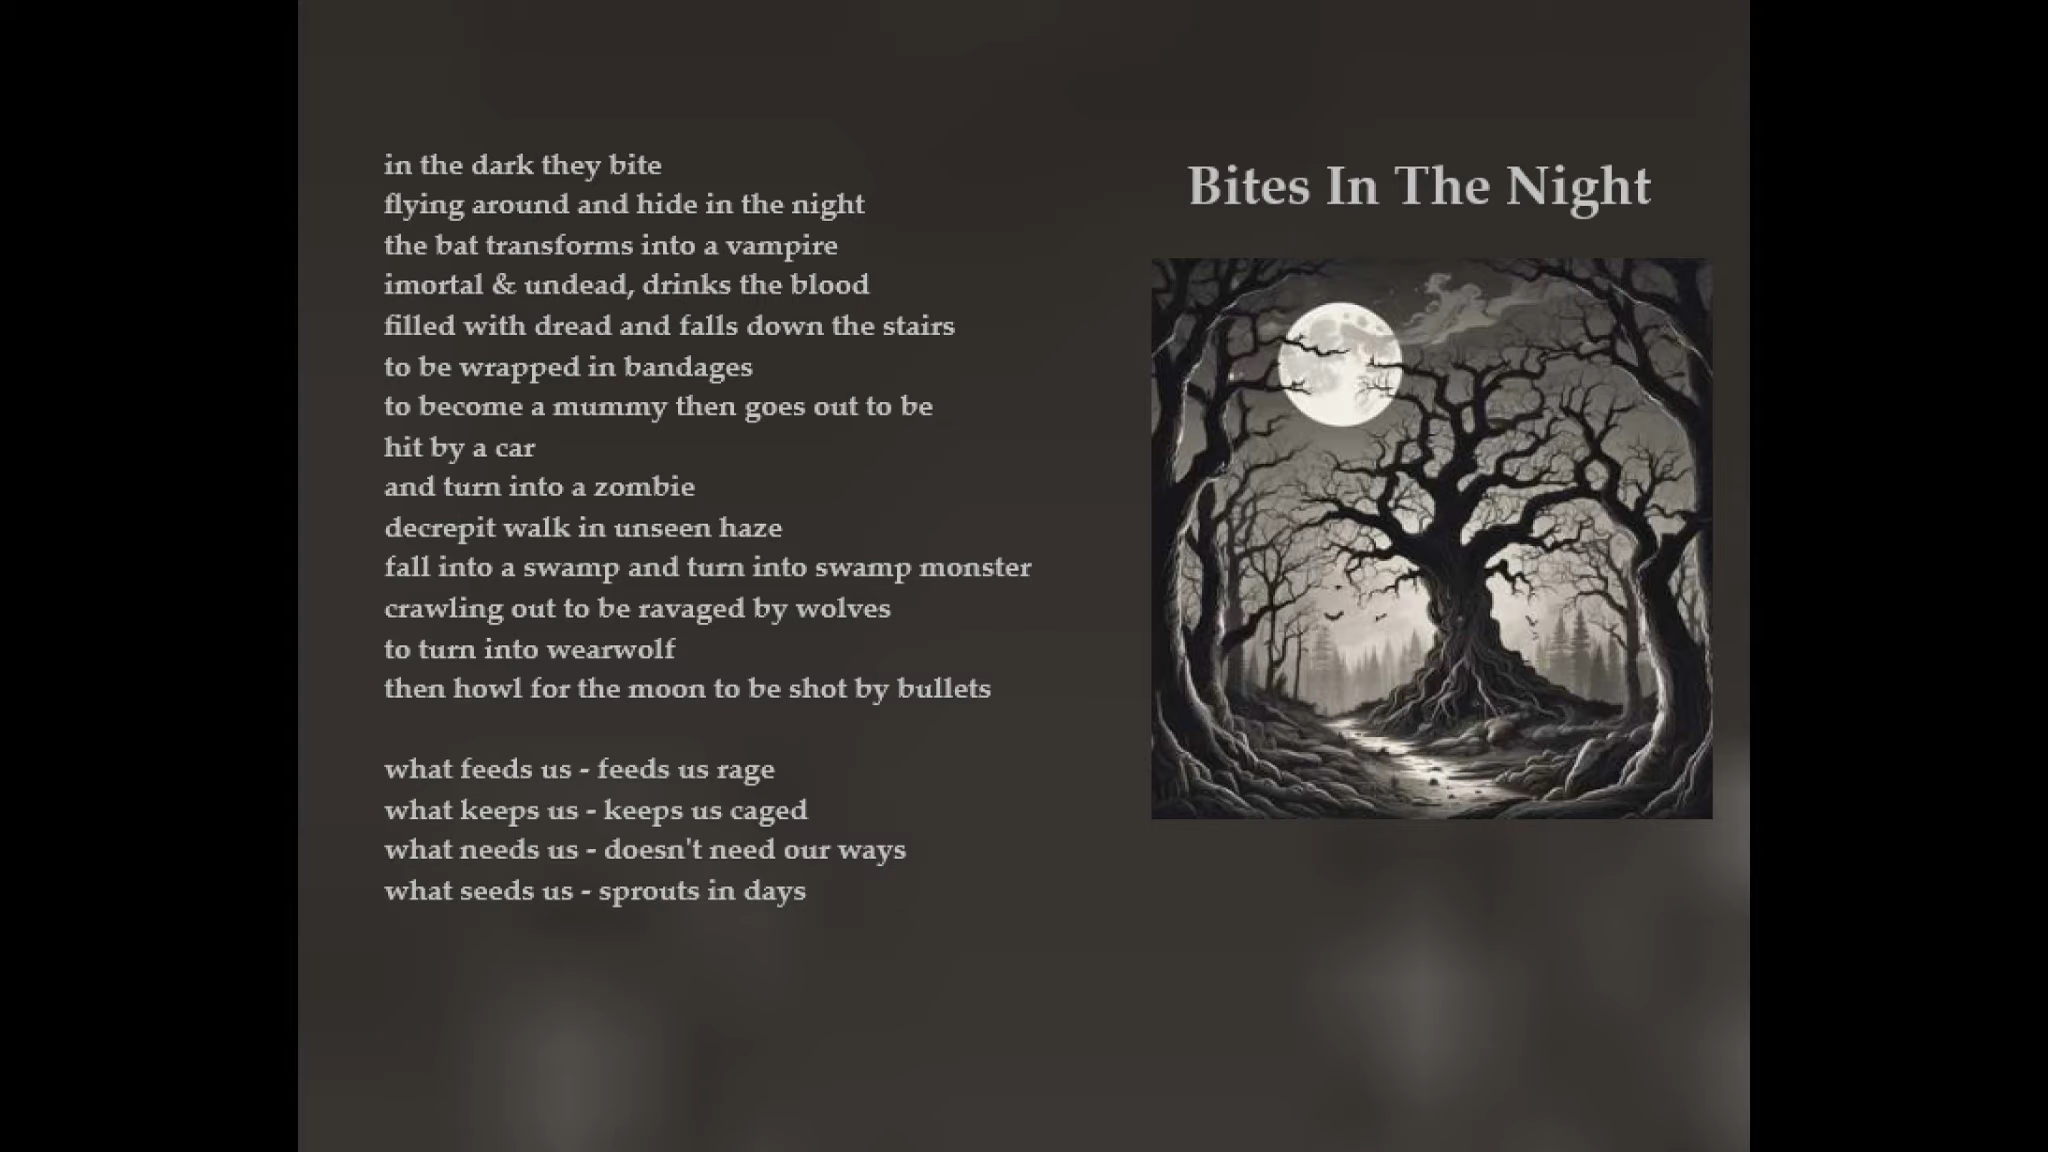 in the dark they bite
flying around and hide in the night
the bat transforms into a vampire
imortal & undead, drinks the blood
filled with dread and falls down the stairs
to be wrapped in bandages
to become a mummy then goes out to be
hit by a car
and turn into a zombie
decrepit walk in unseen haze
fall into a swamp and turn into swamp monster
crawling out to be ravaged by wolves
to turn into wearwolf
then howl for the moon to be shot by bullets
what feeds us - feeds us rage
what keeps us - keeps us caged
what needs us - doesn't need our ways
what seeds us - sprouts in days
Bites In The Night